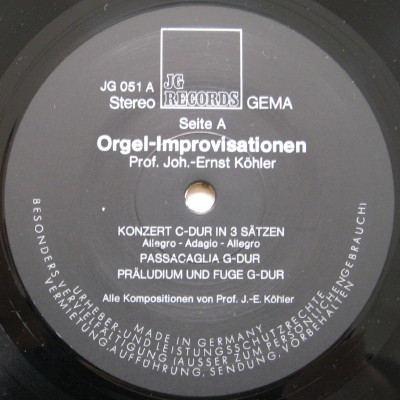 JG RECORDS
JG 051 A
Stereo
GEMA
Seite A
Orgel-Improvisationen
Prof. Joh.-Ernst Köhler
KONZERT C-DUR IN 3 SÄTZEN
Allegro - Adagio - Allegro
PASSACAGLIA G-DUR
PRÄLUDIUM UND FUGE G-DUR
Alle Kompositionen von Prof. J.-E. Köhler
MADE IN GERMANY
URHEBER- UND LEISTUNGSSCHUTZRECHTE
BESONDERS VERVIELFÄLTIGUNG (AUSSER ZUM PERSÖNLICHENGEBRAUCH)
VERMIETUNG, AUFFÜHRUNG, SENDUNG, VORBEHALTEN